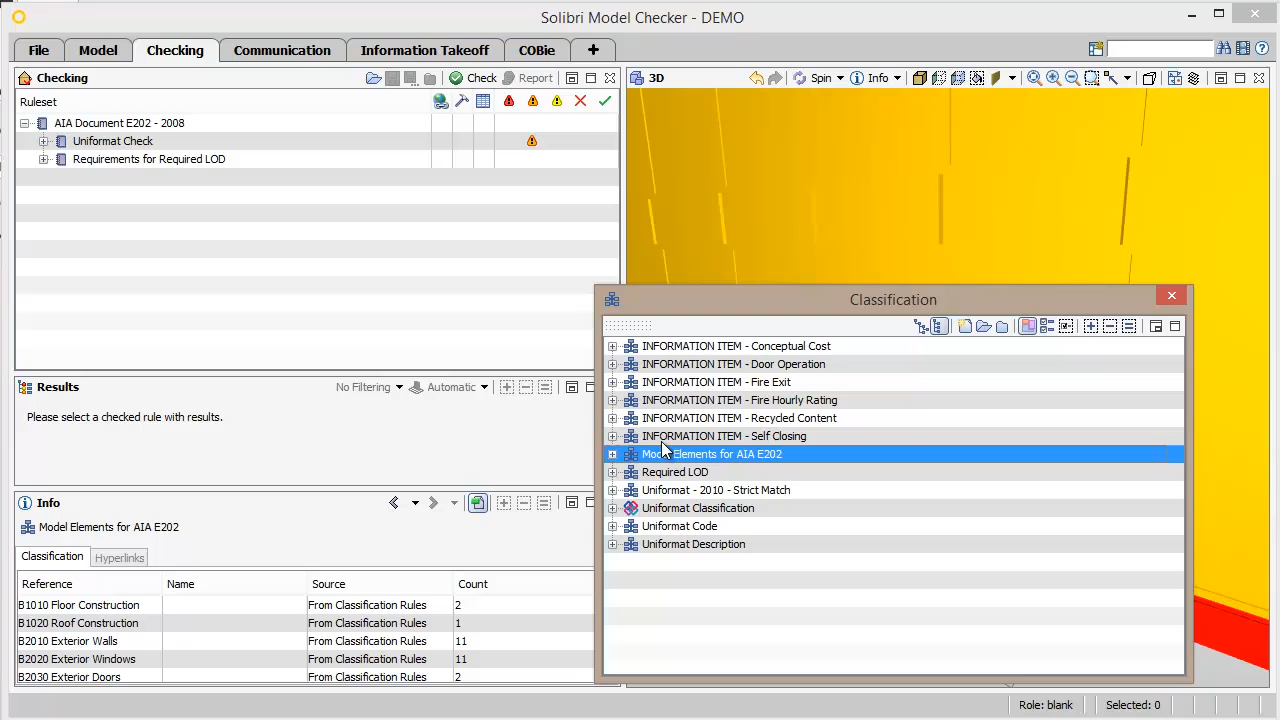 Solibri Model Checker - DEMO
File
Model
Checking
Communication
Information Takeoff
COBie
Checking
Check
Report
3D
Spin
Info
Ruleset
AIA Document E202 - 2008
Uniformat Check
Requirements for Required LOD
Classification
INFORMATION ITEM - Conceptual Cost
INFORMATION ITEM - Door Operation
INFORMATION ITEM - Fire Exit
INFORMATION ITEM - Fire Hourly Rating
INFORMATION ITEM - Recycled Content
INFORMATION ITEM - Self Closing
Model Elements for AIA E202
Required LOD
Uniformat - 2010 - Strict Match
Uniformat Classification
Uniformat Code
Uniformat Description
Results
No Filtering
Automatic
Please select a checked rule with results.
Info
Model Elements for AIA E202
Classification
Hyperlinks
Reference Name Source Count
B1010 Floor Construction From Classification Rules 2
B1020 Roof Construction From Classification Rules 1
B2010 Exterior Walls From Classification Rules 11
B2020 Exterior Windows From Classification Rules 11
B2030 Exterior Doors From Classification Rules 2
Role: blank
Selected: 0